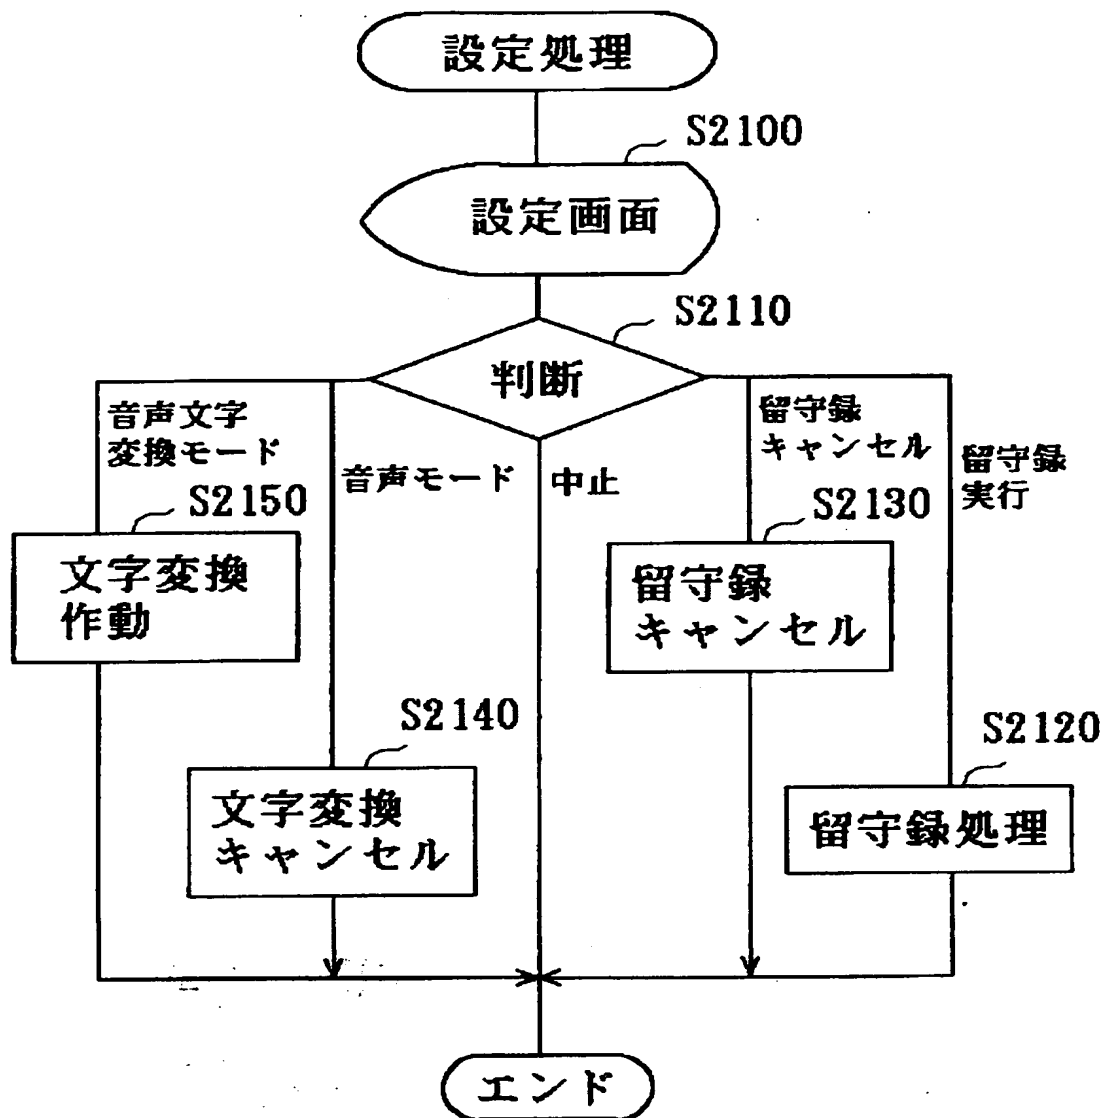 設定処理
S2100
設定画面
S2110
判断
音声文字
変換モード
音声モード
中止
留守録
キャンセル
留守録
実行
S2150
文字変換
作動
S2130
留守録
キャンセル
S2140
文字変換
キャンセル
S2120
留守録処理
エンド